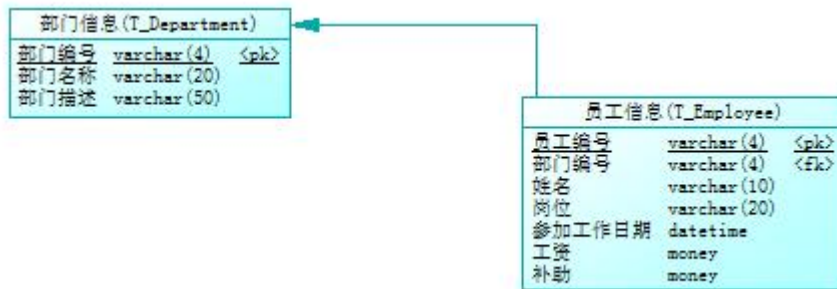 部门信息(T_Department)
部门编号 varchar(4) <pk>
部门名称 varchar(20)
部门描述 varchar(50)
员工信息(T_Employee)
员工编号 varchar(4) <pk>
部门编号 varchar(4) <fk>
姓名 varchar(10)
岗位 varchar(20)
参加工作日期 datetime
工资 money
补助 money